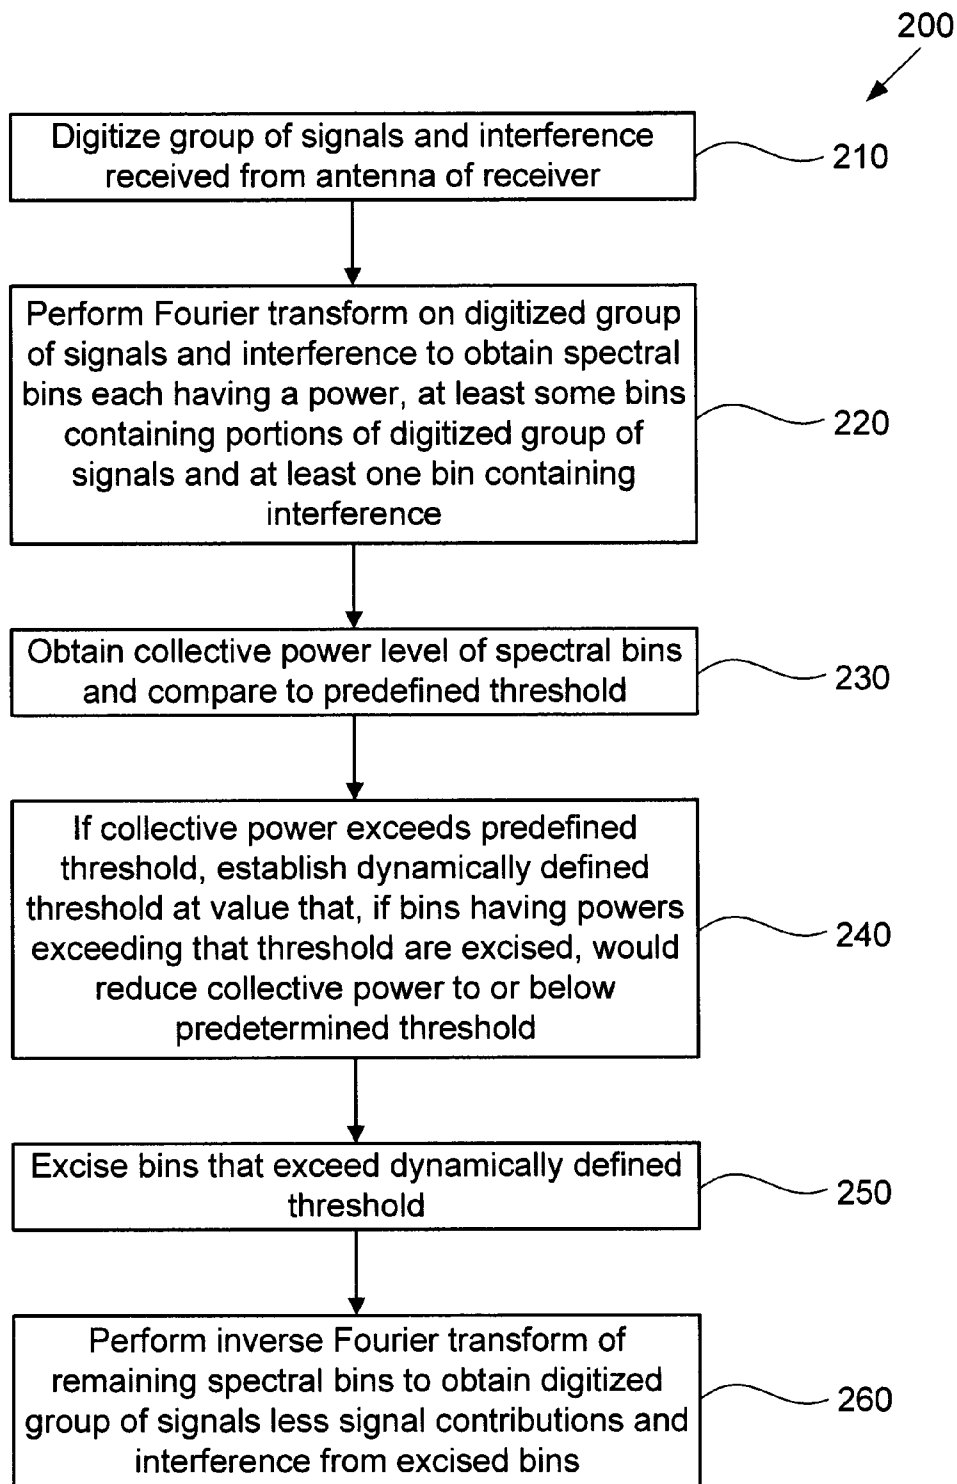 200
Digitize group of signals and interference
received from antenna of receiver
210
Perform Fourier transform on digitized group
of signals and interference to obtain spectral
bins each having a power, at least some bins
containing portions of digitized group of
signals and at least one bin containing
interference
220
Obtain collective power level of spectral bins
and compare to predefined threshold
230
If collective power exceeds predefined
threshold, establish dynamically defined
threshold at value that, if bins having powers
exceeding that threshold are excised, would
reduce collective power to or below
predetermined threshold
240
Excise bins that exceed dynamically defined
threshold
250
Perform inverse Fourier transform of
remaining spectral bins to obtain digitized
group of signals less signal contributions and
interference from excised bins
260